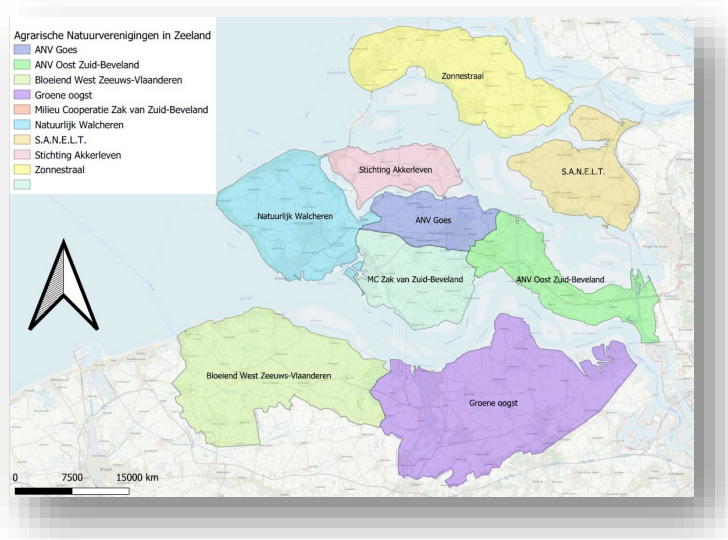 Agrarische Natuurverenigingen in Zeeland
ANV Goes
ANV Oost Zuid-Beveland
Bloeiend West Zeeuws-Vlaanderen
Groene oogst
Milieu Cooperatie Zak van Zuid-Beveland
Natuurlijk Walcheren
S.A.N.E.L.T.
Stichting Akkerleven
Zonnestraal
Zonnestraal
Stichting Akkerleven
S.A.N.E.L.T.
Natuurlijk Walcheren
ANV Goes
MC Zak van Zuid-Beveland
ANV Oost Zuid-Beveland
Bloeiend West Zeeuws-Vlaanderen
Groene oogst
0 7500 15000 km